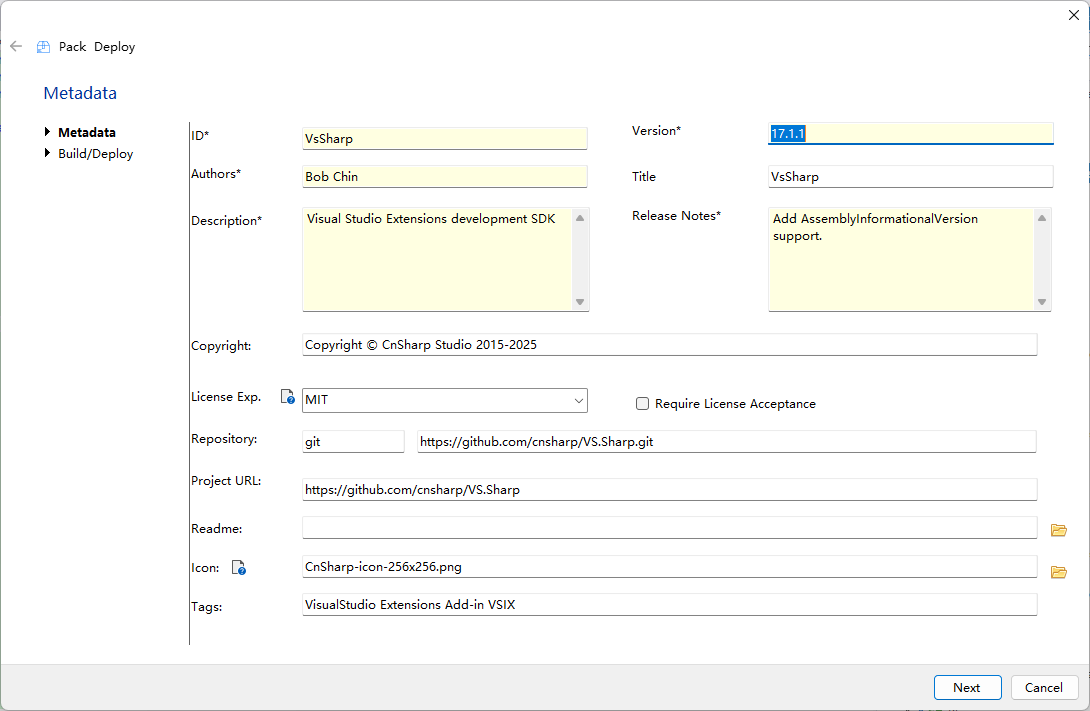 Pack Deploy
Metadata
Metadata
Build/Deploy
ID*
VsSharp
Version*
17.1.1
Authors*
Bob Chin
Title
VsSharp
Description*
Visual Studio Extensions development SDK
Release Notes*
Add AssemblyInformationalVersion
support.
Copyright:
Copyright © CnSharp Studio 2015-2025
License Exp.
MIT
Require License Acceptance
Repository:
git
https://github.com/cnsharp/VS.Sharp.git
Project URL:
https://github.com/cnsharp/VS.Sharp
Readme:
Icon:
CnSharp-icon-256x256.png
Tags:
VisualStudio Extensions Add-in VSIX
Next
Cancel